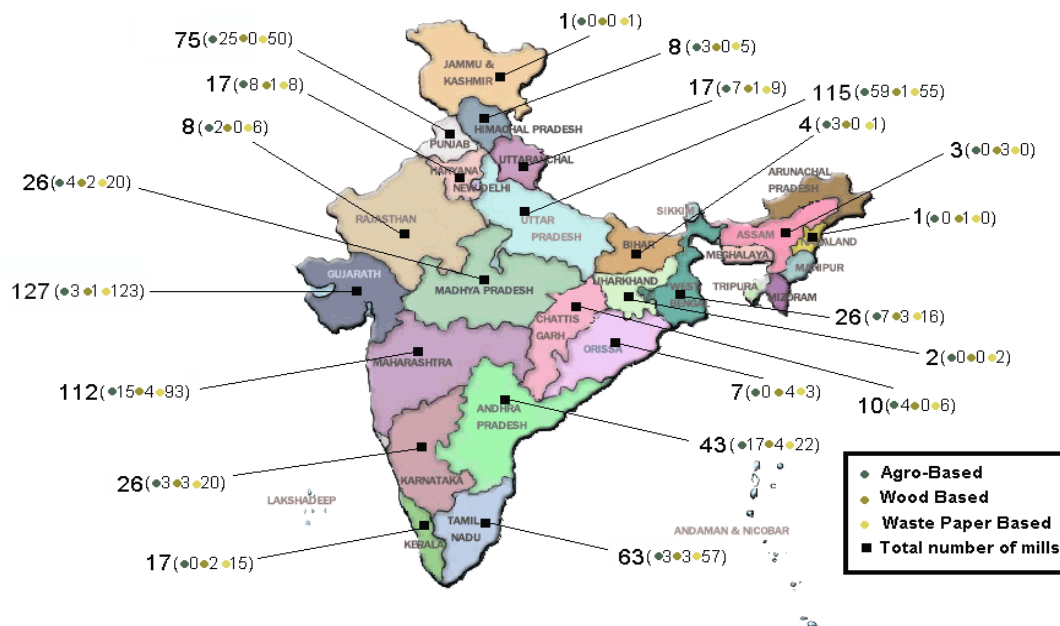 1(●0●0●1)
75(●25●0●50)
8(●3●0●5)
17(●8●1●8)
17(●7●1●9)
115(●59●1●55)
8(●2●0●6)
4(●3●0●1)
3(●0●3●0)
26(●4●2●20)
1(●0●1●0)
127(●3●1●123)
26(●7●3●16)
2(●0●0●2)
112(●15●4●93)
7(●0●4●3)
10(●4●0●6)
43(●17●4●22)
26(●3●3●20)
17(●0●2●15)
63(●3●3●57)
JAMMU &
KASHMIR
HIMACHAL PRADESH
PUNJAB
UTTARANCHAL
HARYANA
NEW DELHI
RAJASTHAN
UTTAR
PRADESH
ARUNACHAL
PRADESH
SIKKIM
ASSAM
NAGALAND
MEGHALAYA
MANIPUR
TRIPURA
MIZORAM
BIHAR
GUJARATH
MADHYA PRADESH
UHARKHAND
WEST
BENGAL
CHATTIS
GARH
ORISSA
MAHARASHTRA
ANDHRA
PRADESH
KARNATAKA
LAKSHADEEP
TAMIL
NADU
KERALA
ANDAMAN & NICOBAR
● Agro-Based
● Wood Based
● Waste Paper Based
■ Total number of mills